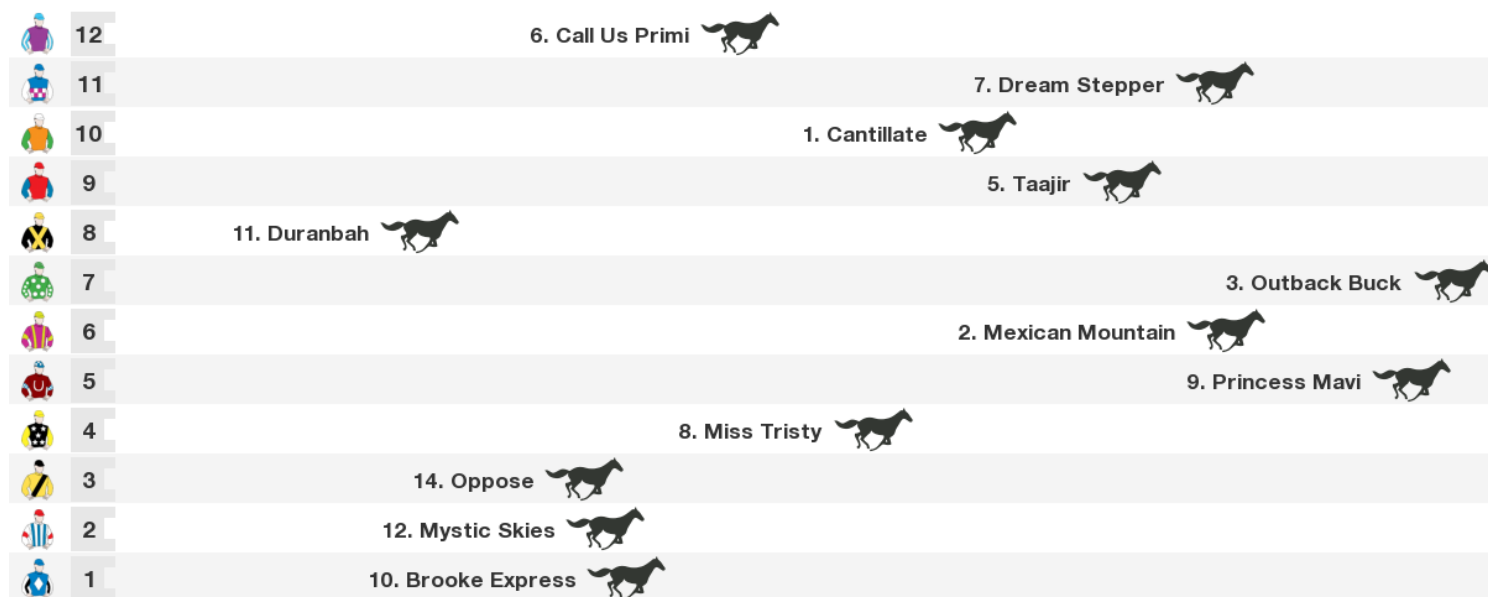 12 6. Call Us Primi
11 7. Dream Stepper
10 1. Cantillate
9 5. Taajir
8 11. Duranbah
7 3. Outback Buck
6 2. Mexican Mountain
5 9. Princess Mavi
4 8. Miss Tristy
3 14. Oppose
2 12. Mystic Skies
1 10. Brooke Express